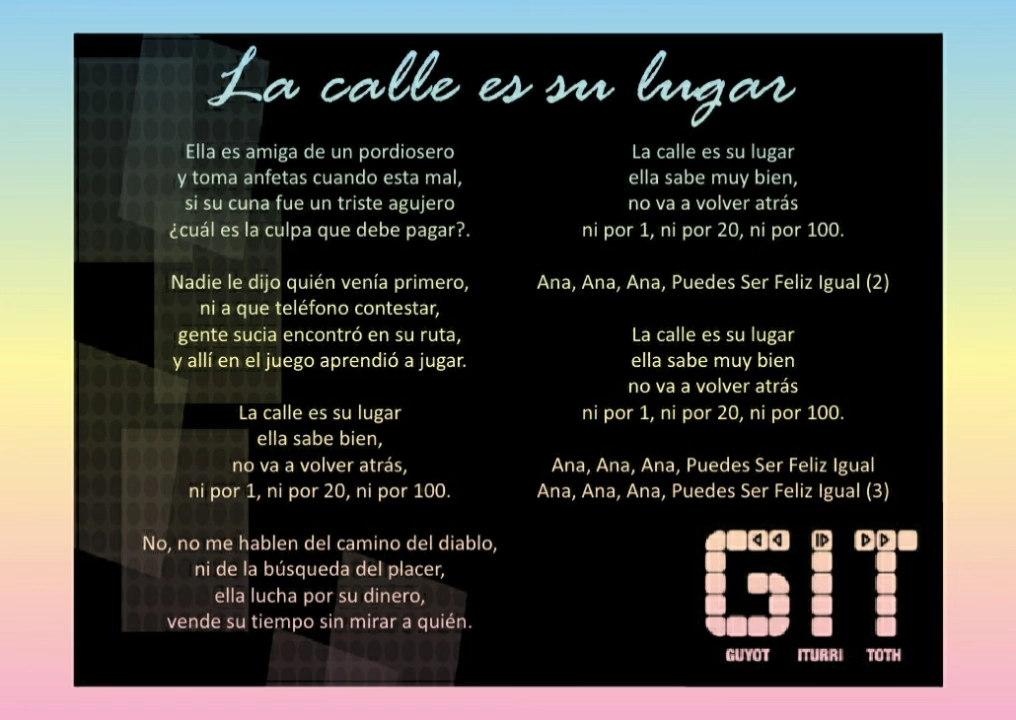 La calle es su lugar
Ella es amiga de un pordiosero
y toma anfetas cuando esta mal,
si su cuna fue un triste agujero
¿cuál es la culpa que debe pagar?.
Nadie le dijo quién venía primero,
ni a que teléfono contestar,
gente sucia encontró en su ruta,
y allí en el juego aprendió a jugar.
La calle es su lugar
ella sabe bien,
no va a volver atrás,
ni por 1, ni por 20, ni por 100.
No, no me hablen del camino del diablo,
ni de la búsqueda del placer,
ella lucha por su dinero,
vende su tiempo sin mirar a quién.
La calle es su lugar
ella sabe muy bien,
no va a volver atrás
ni por 1, ni por 20, ni por 100.
Ana, Ana, Ana, Puedes Ser Feliz Igual (2)
La calle es su lugar
ella sabe muy bien
no va a volver atrás
ni por 1, ni por 20, ni por 100.
Ana, Ana, Ana, Puedes Ser Feliz Igual
Ana, Ana, Ana, Puedes Ser Feliz Igual (3)
GIT
GUYOT ITURRI TOTH